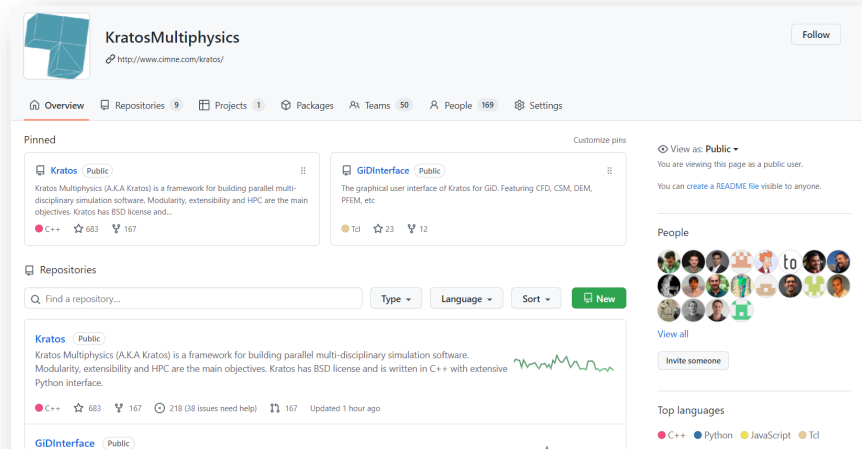 KratosMultiphysics
Follow
http://www.cimne.com/kratos/
Overview Repositories 9 Projects 1 Packages Teams 50 People 169 Settings
Pinned Customize pins
Kratos Public
Kratos Multiphysics (A.K.A Kratos) is a framework for building parallel multi-
disciplinary simulation software. Modularity, extensibility and HPC are the main
objectives. Kratos has BSD license and...
C++ 683 167
GiDInterface Public
The graphical user interface of Kratos for GiD. Featuring CFD, CSM, DEM,
PFEM, etc
Tcl 23 12
Repositories
Find a repository... Type Language Sort New
Kratos Public
Kratos Multiphysics (A.K.A Kratos) is a framework for building parallel multi-disciplinary simulation software.
Modularity, extensibility and HPC are the main objectives. Kratos has BSD license and is written in C++ with extensive
Python interface.
C++ 683 167 218 (38 issues need help) 167 Updated 1 hour ago
GiDInterface Public
View as: Public
You are viewing this page as a public user.
You can create a README file visible to anyone.
People
to
View all
Invite someone
Top languages
C++ Python JavaScript Tcl